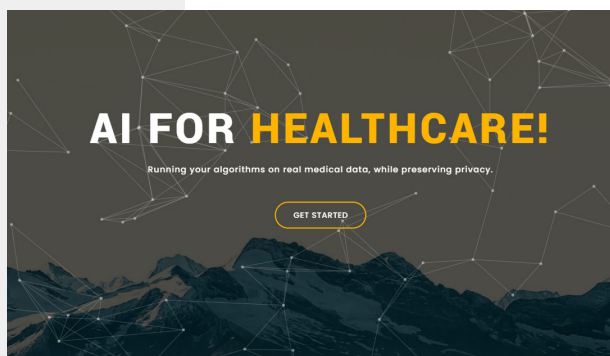 AI FOR HEALTHCARE!
Running your algorithms on real medical data, while preserving privacy.
GET STARTED